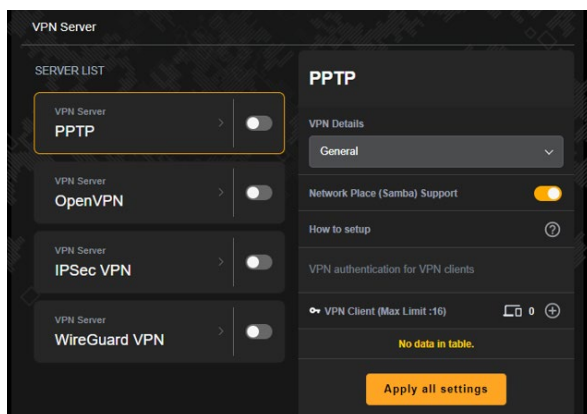 VPN Server
SERVER LIST
VPN Server
PPTP
VPN Server
OpenVPN
VPN Server
IPSec VPN
VPN Server
WireGuard VPN
PPTP
VPN Details
General
Network Place (Samba) Support
How to setup
VPN authentication for VPN clients
VPN Client (Max Limit :16) 0
No data in table.
Apply all settings